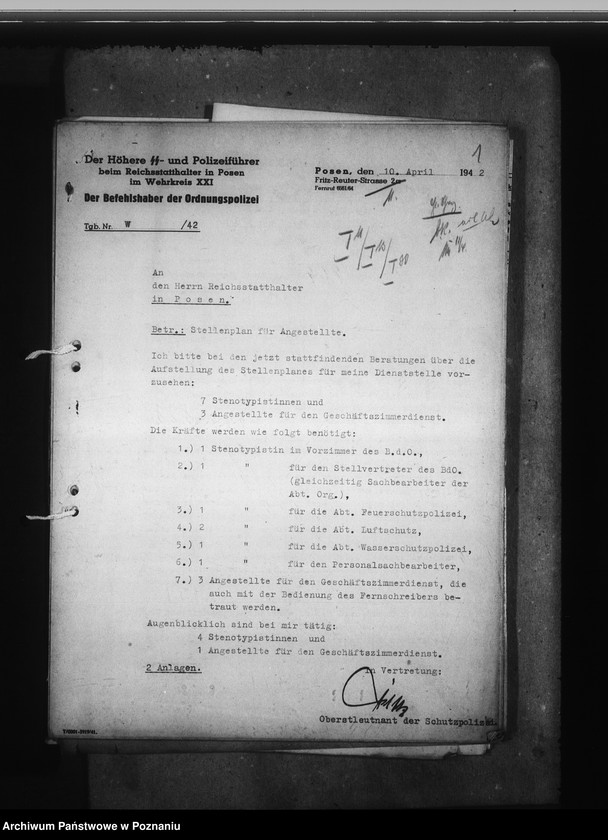 1
Der Höhere SS- und Polizeiführer
beim Reichsstatthalter in Posen
im Wehrkreis XXI
Der Befehlshaber der Ordnungspolizei
Tgb. Nr. W /42
Posen, den 10. April 1942
Fritz-Reuter-Strasse 2a
Fernruf 6581/84
An
den Herrn Reichsstatthalter
in Posen.
Betr.: Stellenplan für Angestellte.
Ich bitte bei den jetzt stattfindenden Beratungen über die
Aufstellung des Stellenplanes für meine Dienststelle vor-
zusehen:
7 Stenotypistinnen und
3 Angestellte für den Geschäftszimmerdienst.
Die Kräfte werden wie folgt benötigt:
1.) 1 Stenotypistin im Vorzimmer des B.d.O.,
2.) 1 " für den Stellvertreter des BdO.
(gleichzeitig Sachbearbeiter der
Abt. Org.),
3.) 1 " für die Abt. Feuerschutzpolizei,
4.) 2 " für die Abt. Luftschutz,
5.) 1 " für die Abt. Wasserschutzpolizei,
6.) 1 " für den Personalsachbearbeiter,
7.) 3 Angestellte für den Geschäftszimmerdienst, die
auch mit der Bedienung des Fernschreibers be-
traut werden.
Augenblicklich sind bei mir tätig:
4 Stenotypistinnen und
1 Angestellte für den Geschäftszimmerdienst.
2 Anlagen.
In Vertretung:
Oberstleutnant der Schutzpolizei.
Archiwum Państwowe w Poznaniu